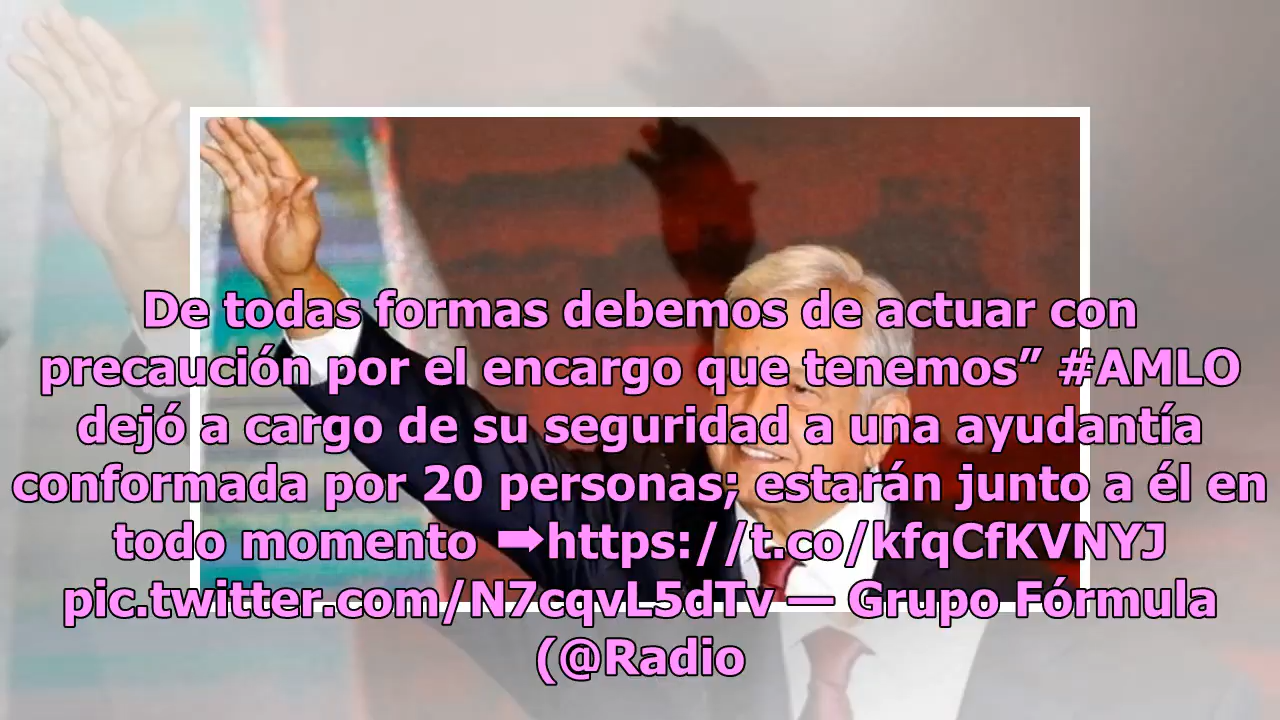 De todas formas debemos de actuar con
precaución por el encargo que tenemos” #AMLO
dejó a cargo de su seguridad a una ayudantía
conformada por 20 personas; estarán junto a él en
todo momento ➡https://t.co/kfqCfKVNYJ
pic.twitter.com/N7cqvL5dTv — Grupo Fórmula
(@Radio